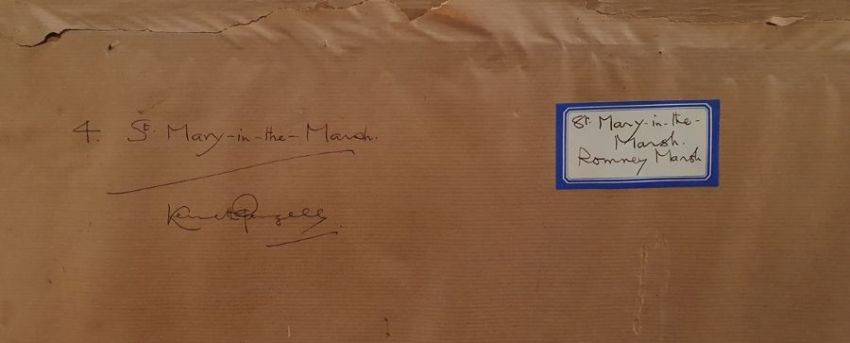 4. St. Mary-in-the-Marsh.
St. Mary-in-the-
Marsh.
Romney Marsh